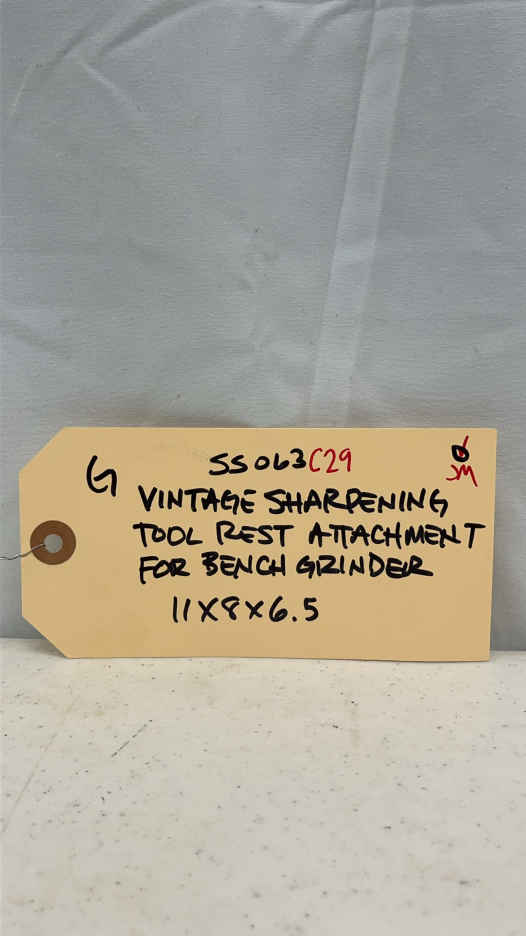 G
SS063C29
JM
VINTAGE SHARPENING
TOOL REST ATTACHMENT
FOR BENCH GRINDER
11X8X6.5